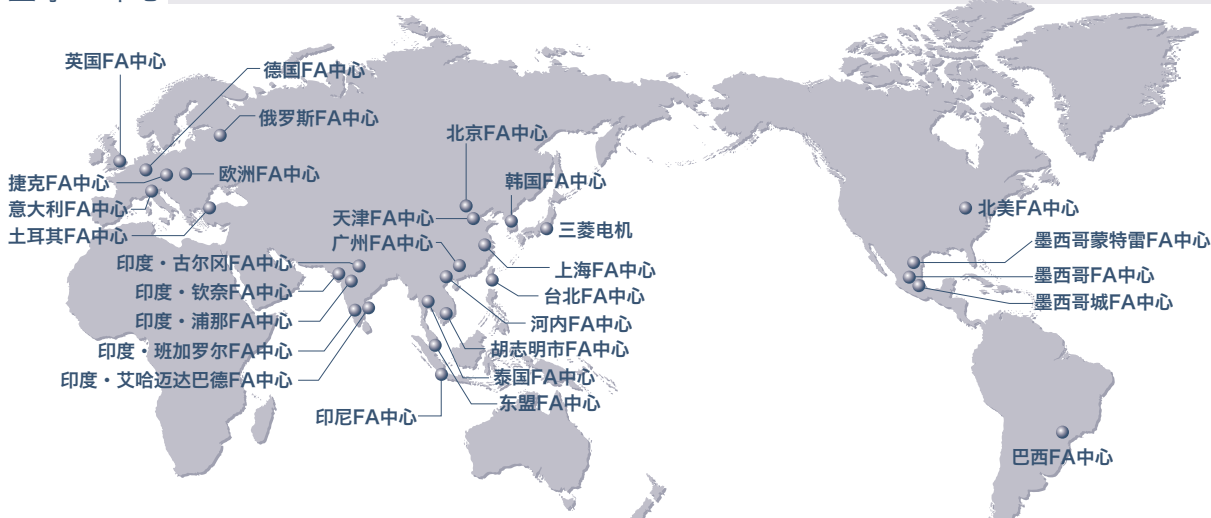 英国FA中心
德国FA中心
俄罗斯FA中心
北京FA中心
欧洲FA中心
捷克FA中心
韩国FA中心
意大利FA中心
北美FA中心
天津FA中心
三菱电机
土耳其FA中心
广州FA中心
墨西哥蒙特雷FA中心
印度・古尔冈FA中心
上海FA中心
墨西哥FA中心
印度・钦奈FA中心
台北FA中心
墨西哥城FA中心
印度・浦那FA中心
河内FA中心
印度・班加罗尔FA中心
胡志明市FA中心
印度・艾哈迈达巴德FA中心
泰国FA中心
东盟FA中心
印尼FA中心
巴西FA中心